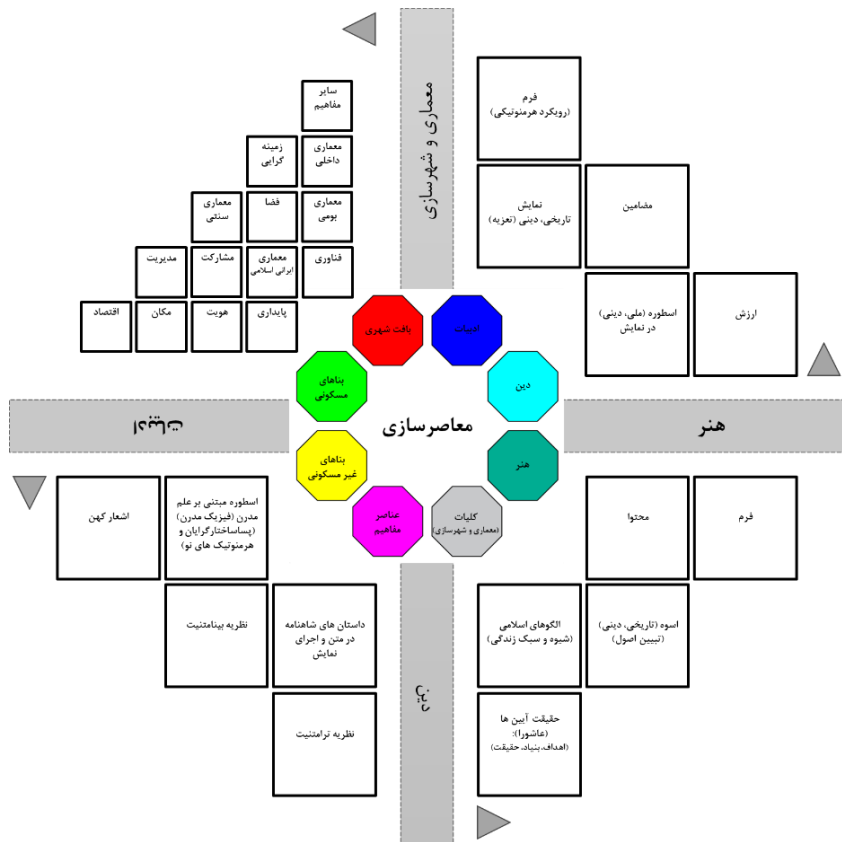 معماری و شهرسازی
سایر
مفاهیم
زمینه
گرایی
معماری
داخلی
معماری
سنتی
فضا
معماری
بومی
مدیریت
مشارکت
معماری
ایرانی اسلامی
فناوری
اقتصاد
مکان
هویت
پایداری
فرم
(رویکرد هرمنوتیکی)
نمایش
تاریخی، دینی (تعزیه)
مضامین
اسطوره (ملی، دینی)
در نمایش
ارزش
بافت شهری
ادبیات
بناهای
مسکونی
دین
معاصرسازی
بناهای
غیر مسکونی
هنر
عناصر
مفاهیم
کلیات
(معماری و شهرسازی)
ادبیات
هنر
اشعار کهن
اسطوره مبتنی بر علم
مدرن (فیزیک مدرن)
(پساساختارگرایان و
هرمنوتیک های نو)
نظریه بینامتنیت
داستان های شاهنامه
در متن و اجرای
نمایش
نظریه ترامتنیت
محتوا
فرم
الگوهای اسلامی
(شیوه و سبک زندگی)
اسوه (تاریخی، دینی)
(تبیین اصول)
حقیقت آیین ها
(عاشورا):
(اهداف،بنیاد، حقیقت)
دین